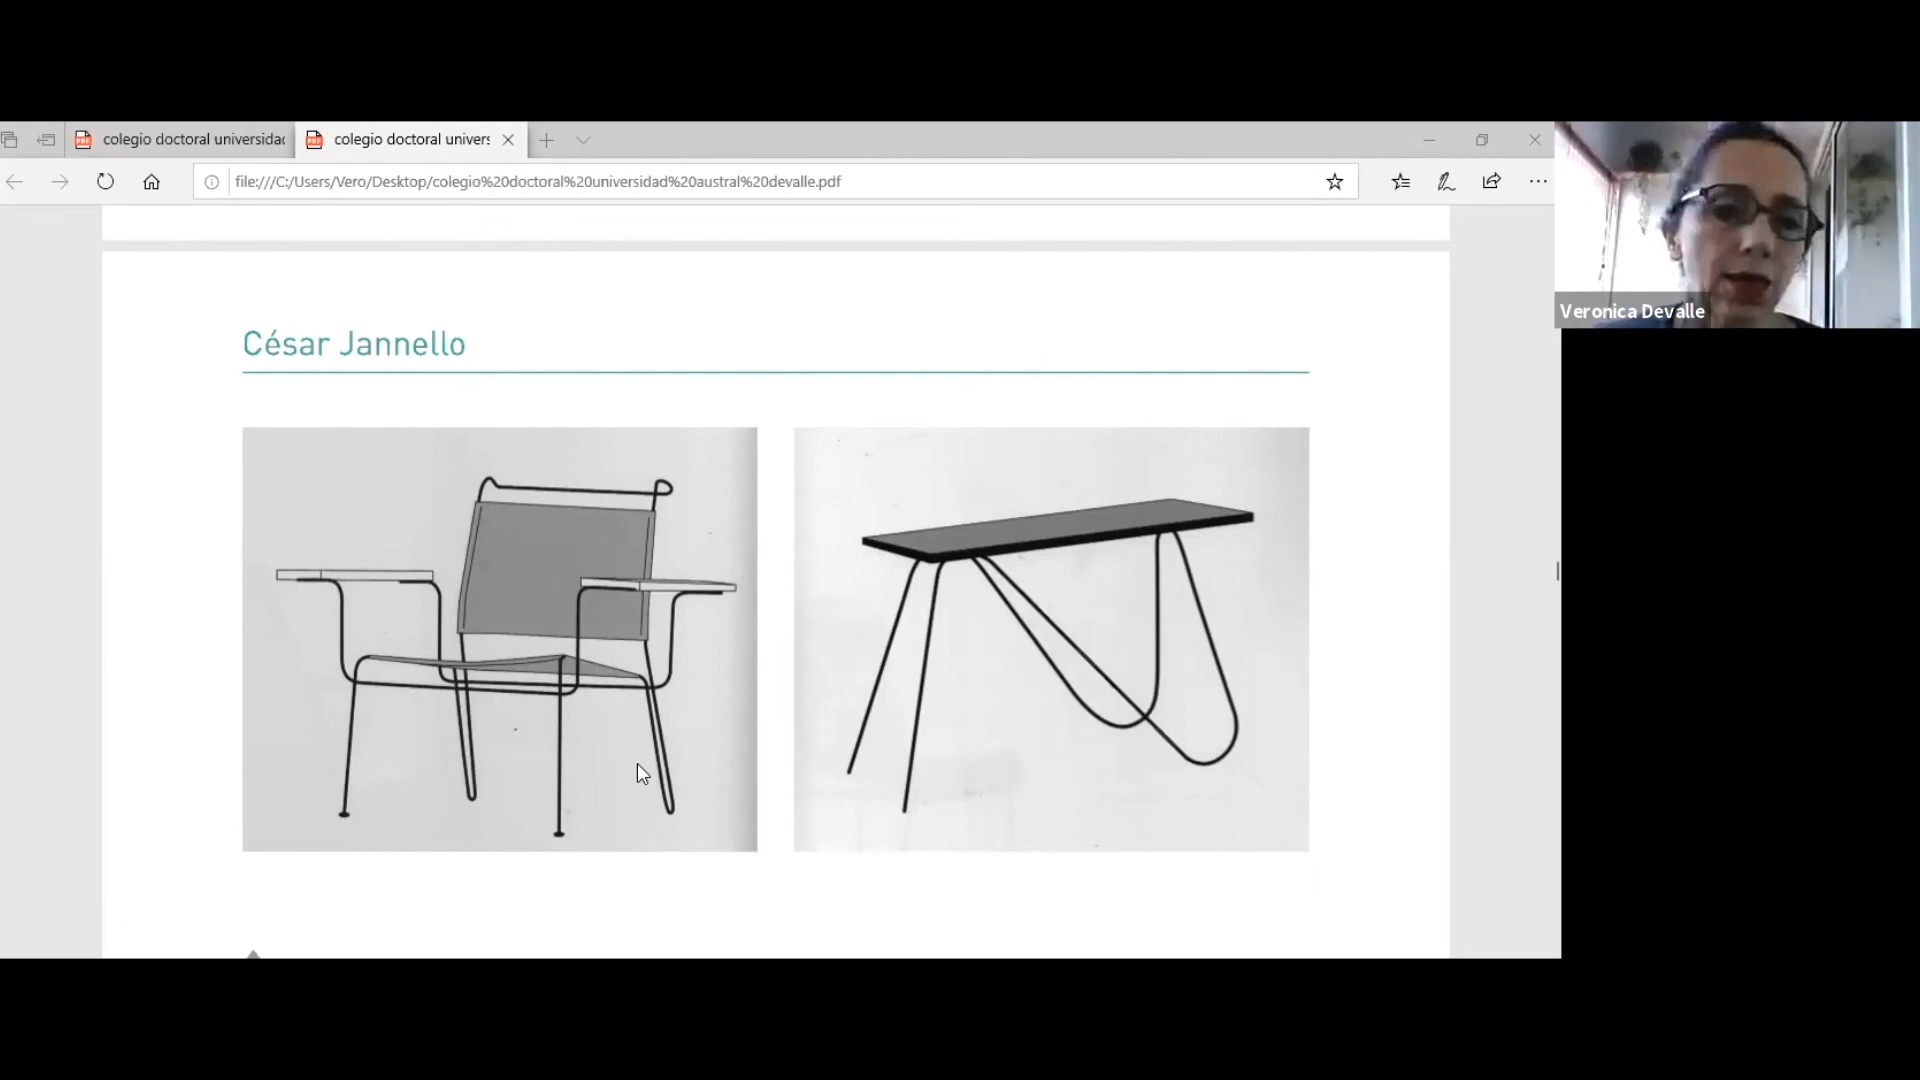 colegio doctoral universidad
colegio doctoral univers
file:///C:/Users/Vero/Desktop/colegio%20doctoral%20universidad%20austral%20devalle.pdf
Veronica Devalle
César Jannello